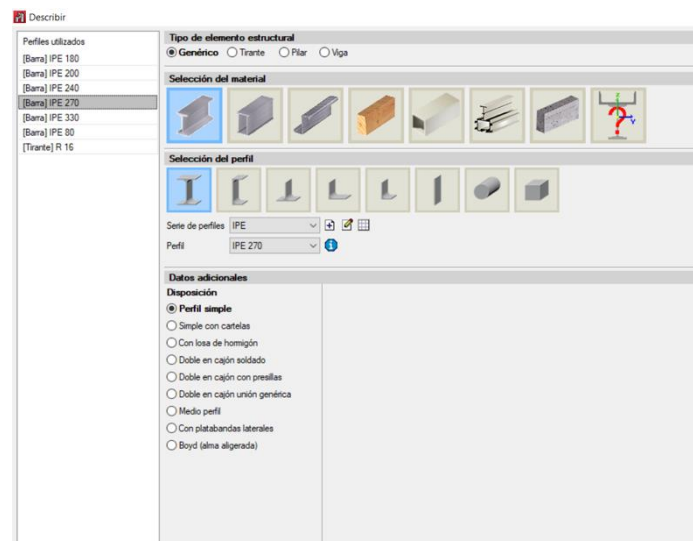 Describir
Perfiles utilizados
[Barra] IPE 180
[Barra] IPE 200
[Barra] IPE 240
[Barra] IPE 270
[Barra] IPE 330
[Barra] IPE 80
[Tirante] R 16
Tipo de elemento estructural
Genérico Tirante Pilar Viga
Selección del material
Selección del perfil
Serie de perfiles IPE
Perfil IPE 270
Datos adicionales
Disposición
Perfil simple
Simple con cartelas
Con losa de hormigón
Doble en cajón soldado
Doble en cajón con presillas
Doble en cajón unión genérica
Medio perfil
Con platabandas laterales
Boyd (alma aligerada)